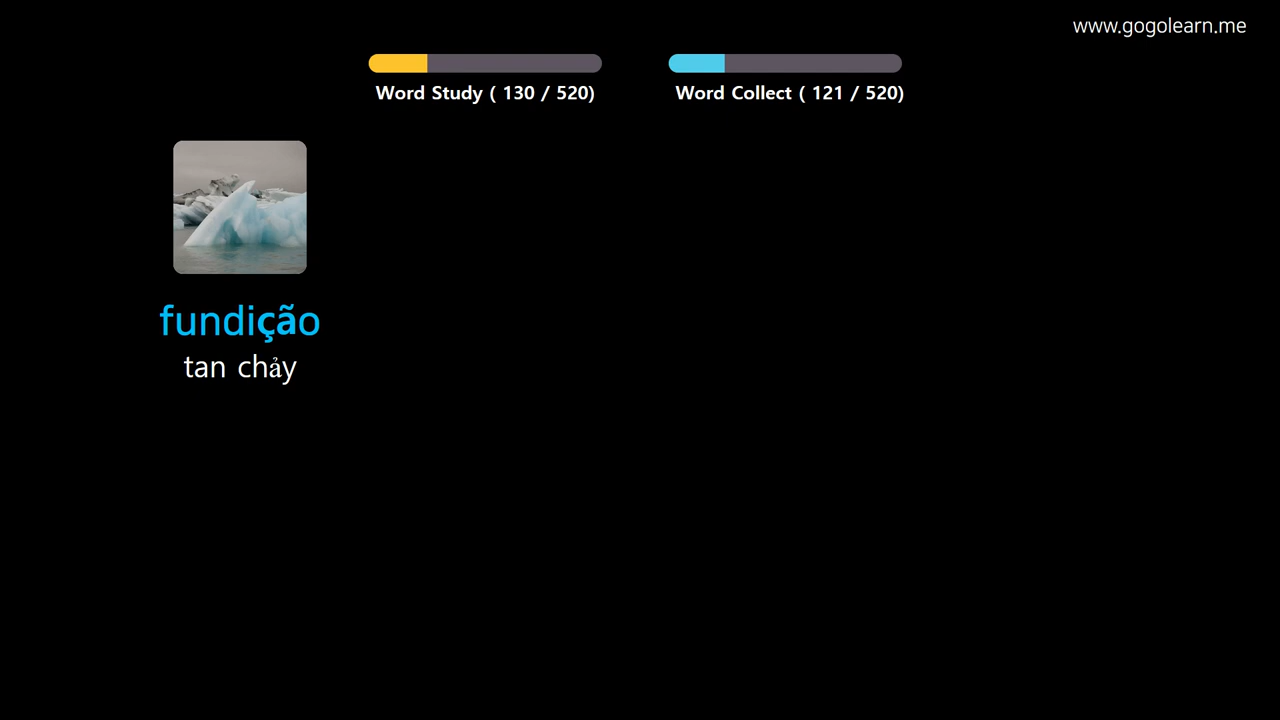 www.gogolearn.me
Word Study ( 130 / 520)
Word Collect ( 121 / 520)
fundição
tan chảy